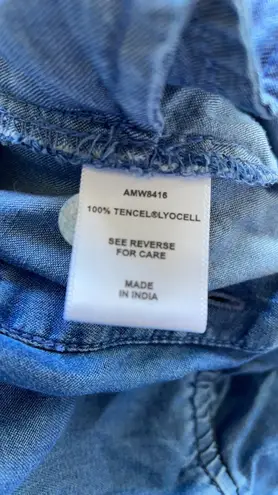 AMW8416
100% TENCEL®LYOCELL
SEE REVERSE
FOR CARE
MADE
IN INDIA